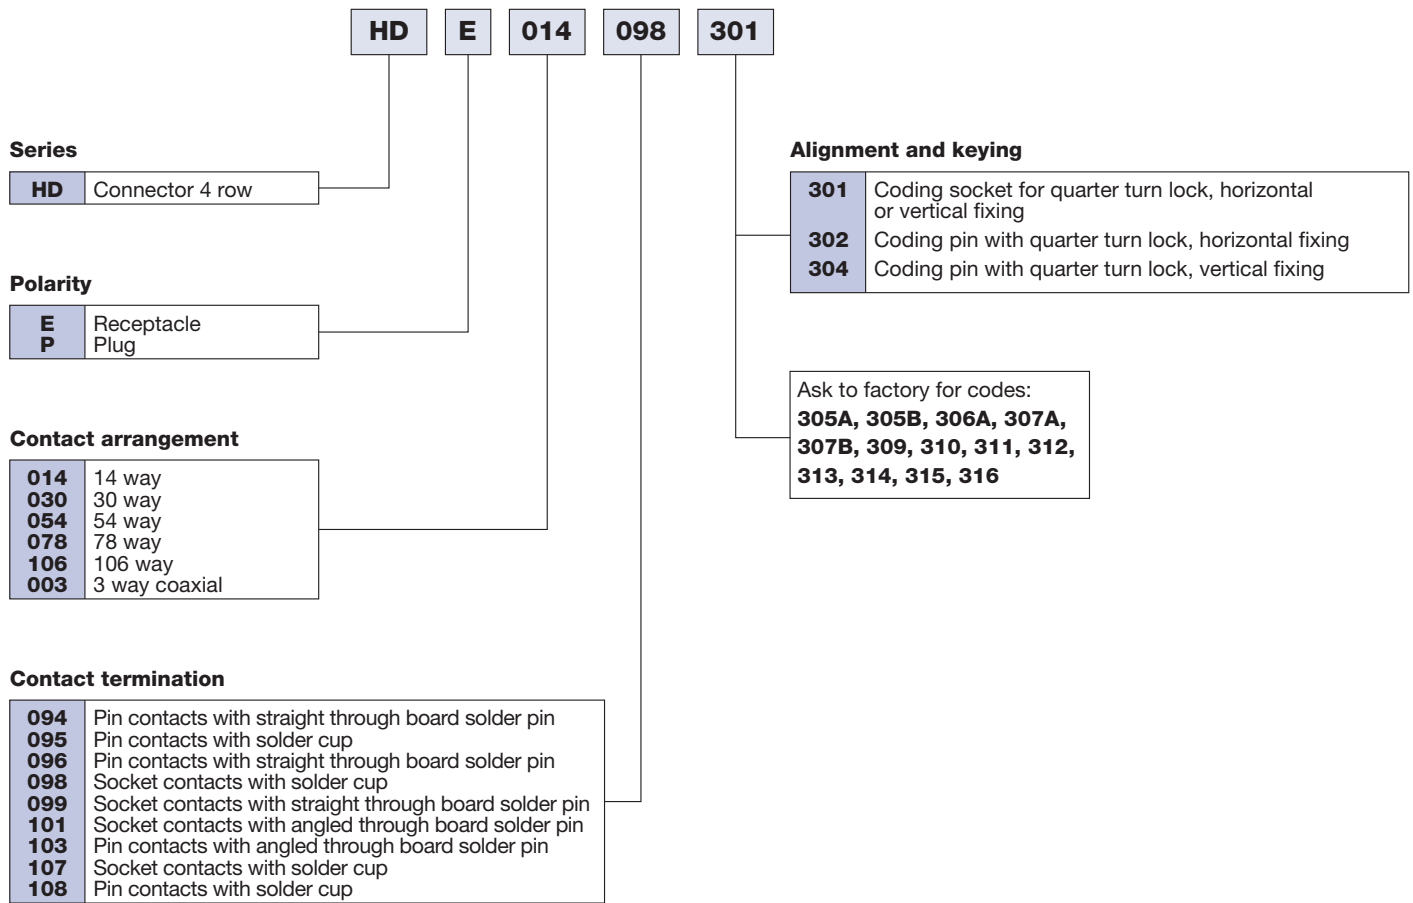 HD E 014 098 301
Series
HD Connector 4 row
Polarity
E Receptacle
P Plug
Contact arrangement
014 14 way
030 30 way
054 54 way
078 78 way
106 106 way
003 3 way coaxial
Contact termination
094 Pin contacts with straight through board solder pin
095 Pin contacts with solder cup
096 Pin contacts with straight through board solder pin
098 Socket contacts with solder cup
099 Socket contacts with straight through board solder pin
101 Socket contacts with angled through board solder pin
103 Pin contacts with angled through board solder pin
107 Socket contacts with solder cup
108 Pin contacts with solder cup
Alignment and keying
301 Coding socket for quarter turn lock, horizontal
or vertical fixing
302 Coding pin with quarter turn lock, horizontal fixing
304 Coding pin with quarter turn lock, vertical fixing
Ask to factory for codes:
305A, 305B, 306A, 307A,
307B, 309, 310, 311, 312,
313, 314, 315, 316